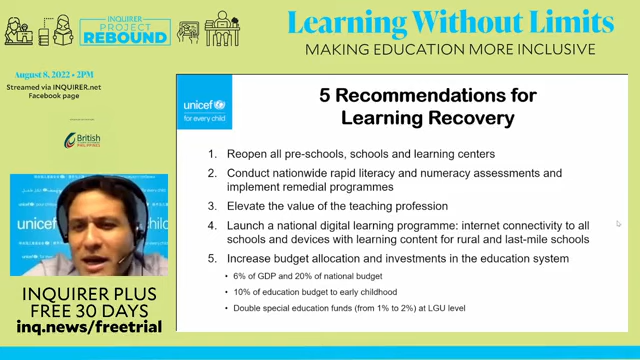 INQUIRER
PROJECT
REBOUND
Learning Without Limits
MAKING EDUCATION MORE INCLUSIVE
August 8, 2022 • 2PM
Streamed via INQUIRER.net
Facebook page
British
unicef
for every child
5 Recommendations for
Learning Recovery
1. Reopen all pre-schools, schools and learning centers
2. Conduct nationwide rapid literacy and numeracy assessments and
implement remedial programmes
3. Elevate the value of the teaching profession
4. Launch a national digital learning programme: internet connectivity to all
schools and devices with learning content for rural and last-mile schools
5. Increase budget allocation and investments in the education system
• 6% of GDP and 20% of national budget
• 10% of education budget to early childhood
• Double special education funds (from 1% to 2%) at LGU level
unicef
INQUIRER PLUS
FREE 30 DAYS
inq.news/freetrial